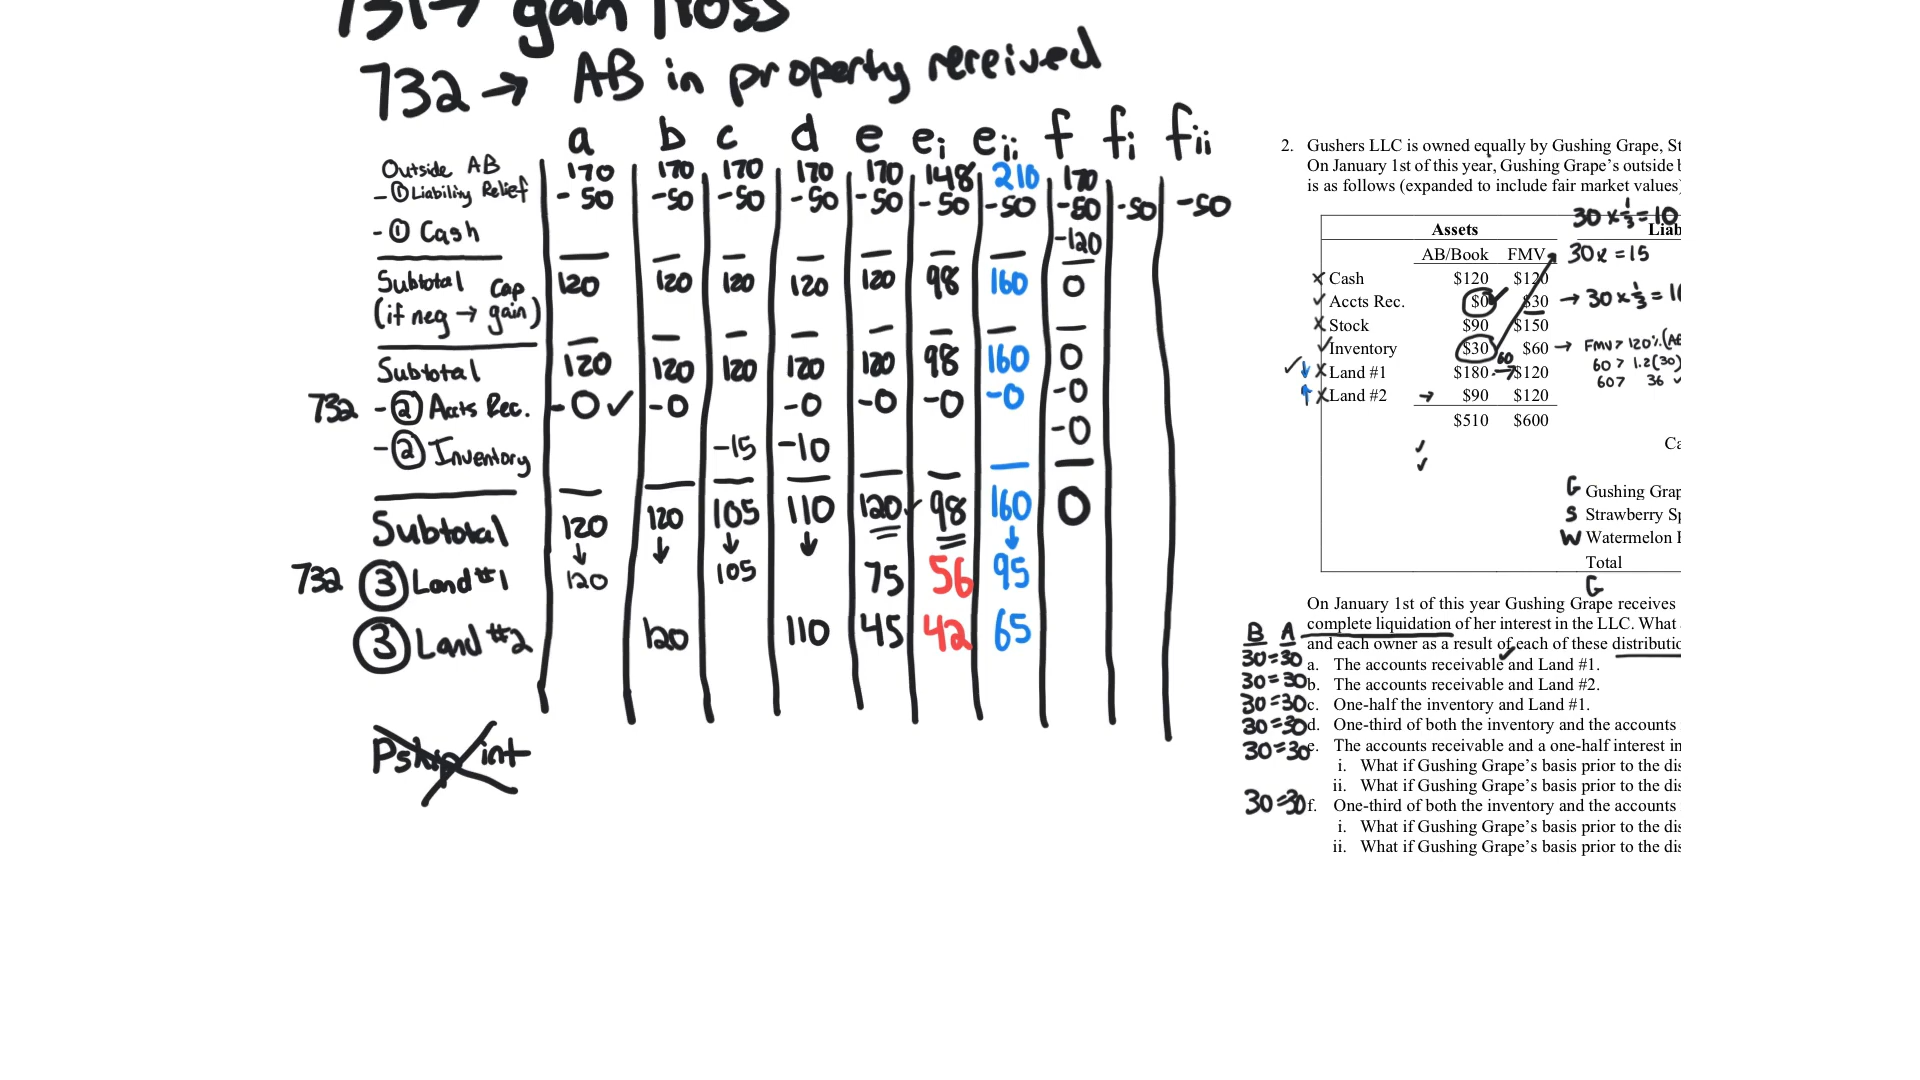 731→ gain/loss
732 → AB in property received
a b c d e ei eii f fi fii
Outside AB 170 170 170 170 170 148 210 170
- ① Liability Relief - 50 -50 -50 -50 -50 -50 -50 -50 -50 -50
- ① Cash -120
Subtotal 120 120 120 120 120 98 160 0
(if neg → cap gain)
Subtotal 120 120 120 120 120 98 160 0
732 - ② Accts Rec. -0 ✓ -0 -0 -0 -0 -0 -0
- ② Inventory -15 -10 -0
Subtotal 120 120 105 110 120 98 160 0
↓ ↓ ↓ ↓ ↓
732 ③ Land #1 120 105 75 56 95
③ Land #2 120 110 45 42 65
Pship int
2. Gushers LLC is owned equally by Gushing Grape, St
On January 1st of this year, Gushing Grape's outside b
is as follows (expanded to include fair market values)
30 x 1/3 = 10
Assets Liab
AB/Book FMV 30x =15
x Cash $120 $120
✓ Accts Rec. $0 ✓ $30 → 30 x 1/3 = 10
x Stock $90 $150
✓ Inventory $30 $60 → FMV > 120% (AB
60 60 > 1.2(30)
✓ ↓ x Land #1 $180 → $120 60> 36 ✓
↑ x Land #2 → $90 $120
$510 $600
✓ Ca
✓
G Gushing Grap
S Strawberry Sp
W Watermelon
Total
G
On January 1st of this year Gushing Grape receives
complete liquidation of her interest in the LLC. What
B A
and each owner as a result of each of these distributio
30=30 a. The accounts receivable and Land #1.
30=30 b. The accounts receivable and Land #2.
30=30 c. One-half the inventory and Land #1.
30=30 d. One-third of both the inventory and the accounts
30=30 e. The accounts receivable and a one-half interest in
i. What if Gushing Grape's basis prior to the dis
ii. What if Gushing Grape's basis prior to the dis
30=30 f. One-third of both the inventory and the accounts
i. What if Gushing Grape's basis prior to the dis
ii. What if Gushing Grape's basis prior to the dis